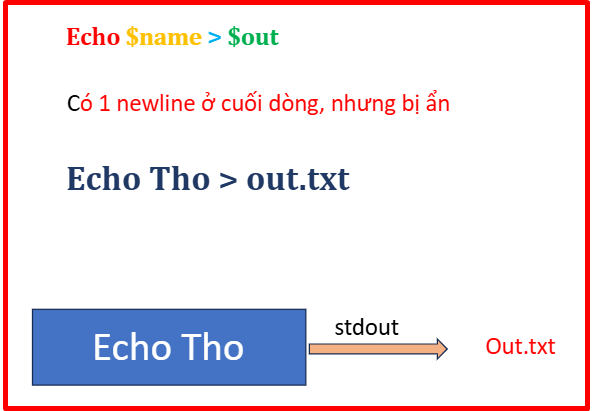 Echo $name > $out
Có 1 newline ở cuối dòng, nhưng bị ẩn
Echo Tho > out.txt
Echo Tho
stdout
Out.txt